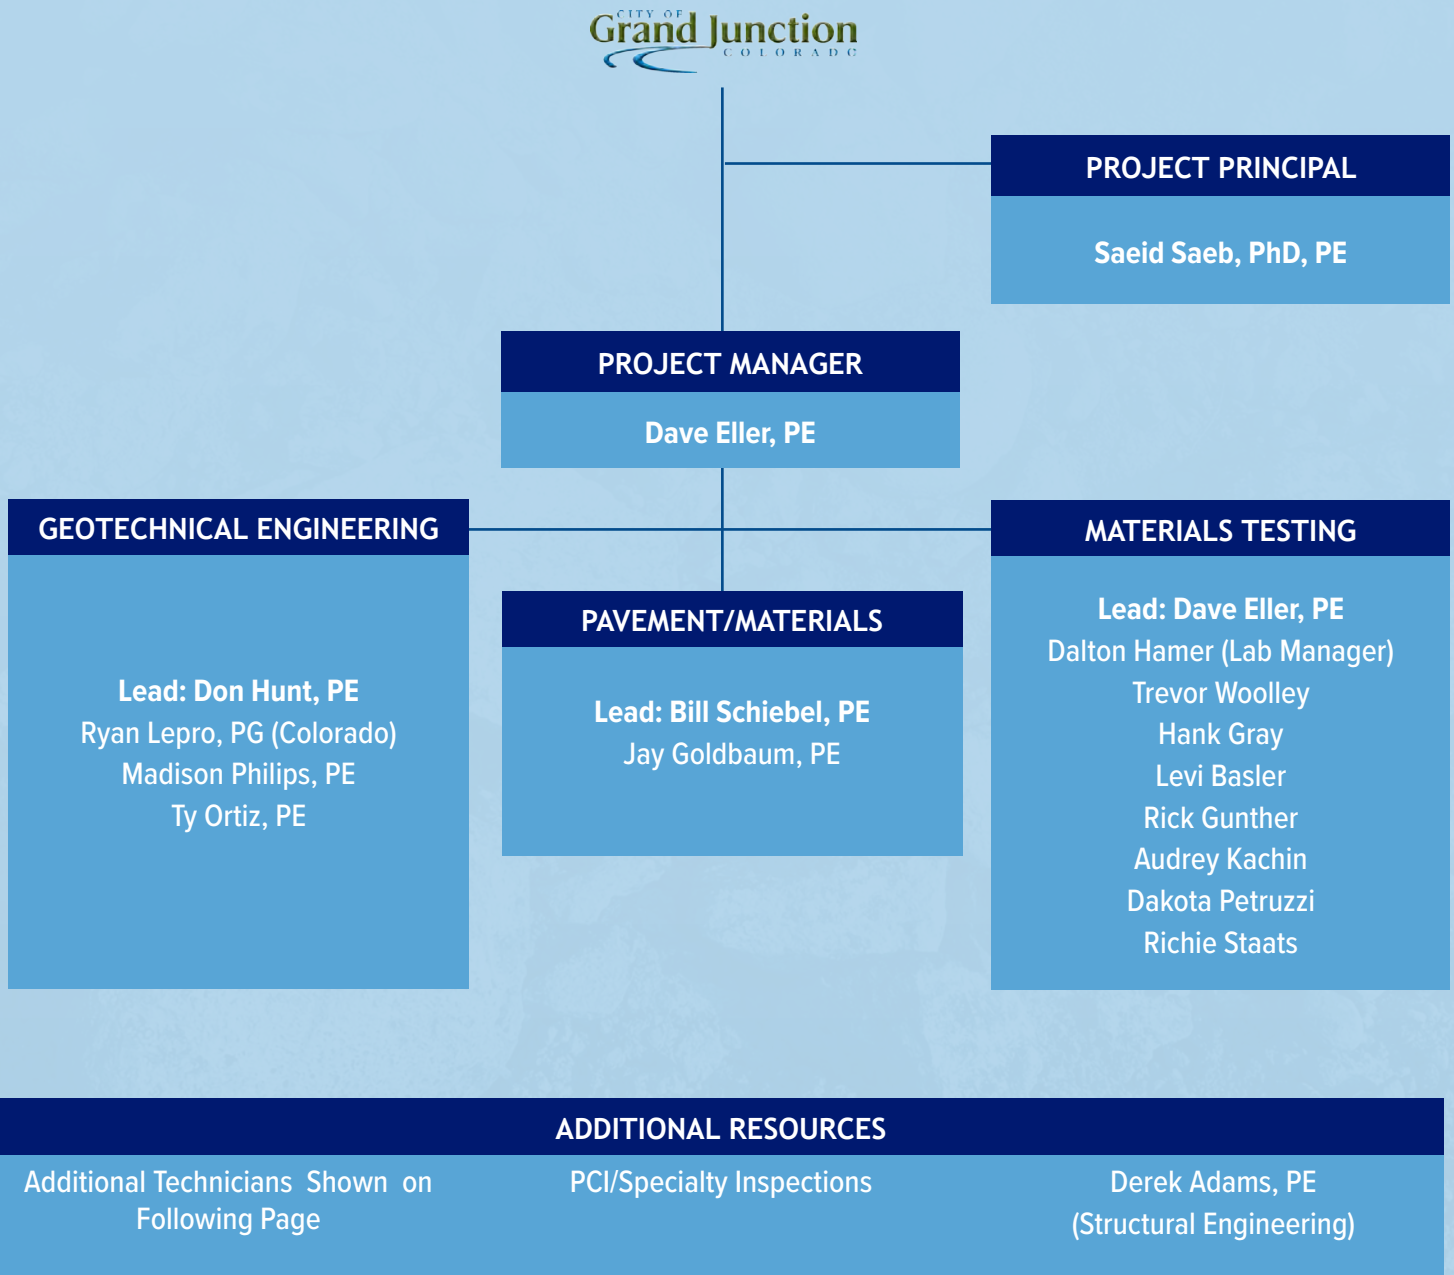 CITY OF
Grand Junction
COLORADO
PROJECT PRINCIPAL
Saeid Saeb, PhD, PE
PROJECT MANAGER
Dave Eller, PE
GEOTECHNICAL ENGINEERING
Lead: Don Hunt, PE
Ryan Lepro, PG (Colorado)
Madison Philips, PE
Ty Ortiz, PE
PAVEMENT/MATERIALS
Lead: Bill Schiebel, PE
Jay Goldbaum, PE
MATERIALS TESTING
Lead: Dave Eller, PE
Dalton Hamer (Lab Manager)
Trevor Woolley
Hank Gray
Levi Basler
Rick Gunther
Audrey Kachin
Dakota Petruzzi
Richie Staats
ADDITIONAL RESOURCES
Additional Technicians Shown on
Following Page
PCI/Specialty Inspections
Derek Adams, PE
(Structural Engineering)